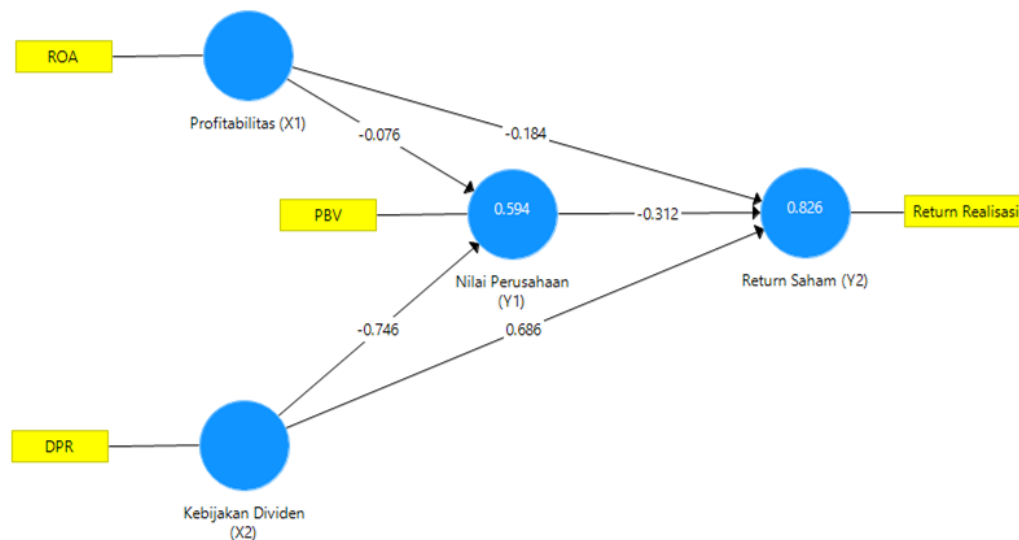 ROA
Profitabilitas (X1)
-0.076
-0.184
PBV
0.594
-0.312
0.826
Return Realisasi
Nilai Perusahaan
(Y1)
Return Saham (Y2)
-0.746
0.686
DPR
Kebijakan Dividen
(X2)